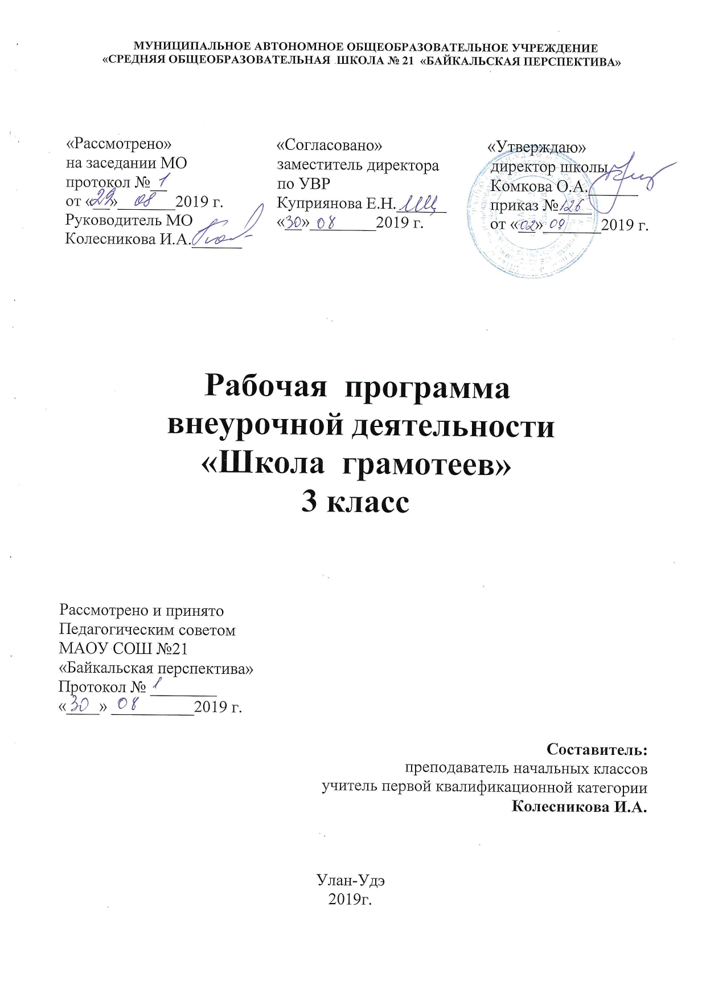 МУНИЦИПАЛЬНОЕ АВТОНОМНОЕ ОБЩЕОБРАЗОВАТЕЛЬНОЕ УЧРЕЖДЕНИЕ
«СРЕДНЯЯ ОБЩЕОБРАЗОВАТЕЛЬНАЯ ШКОЛА № 21 «БАЙКАЛЬСКАЯ ПЕРСПЕКТИВА»
«Рассмотрено»
на заседании МО
протокол № 1
от «29» 08 2019 г.
Руководитель МО
Колесникова И.А.
«Согласовано»
заместитель директора
по УВР
Куприянова Е.Н.
«30» 08 2019 г.
«Утверждаю»
директор школы
Комкова О.А.
приказ № 126
от «02» 09 2019 г.
Рабочая программа
внеурочной деятельности
«Школа грамотеев»
3 класс
Рассмотрено и принято
Педагогическим советом
МАОУ СОШ №21
«Байкальская перспектива»
Протокол № 1
«30» 08 2019 г.
Составитель:
преподаватель начальных классов
учитель первой квалификационной категории
Колесникова И.А.
Улан-Удэ
2019г.